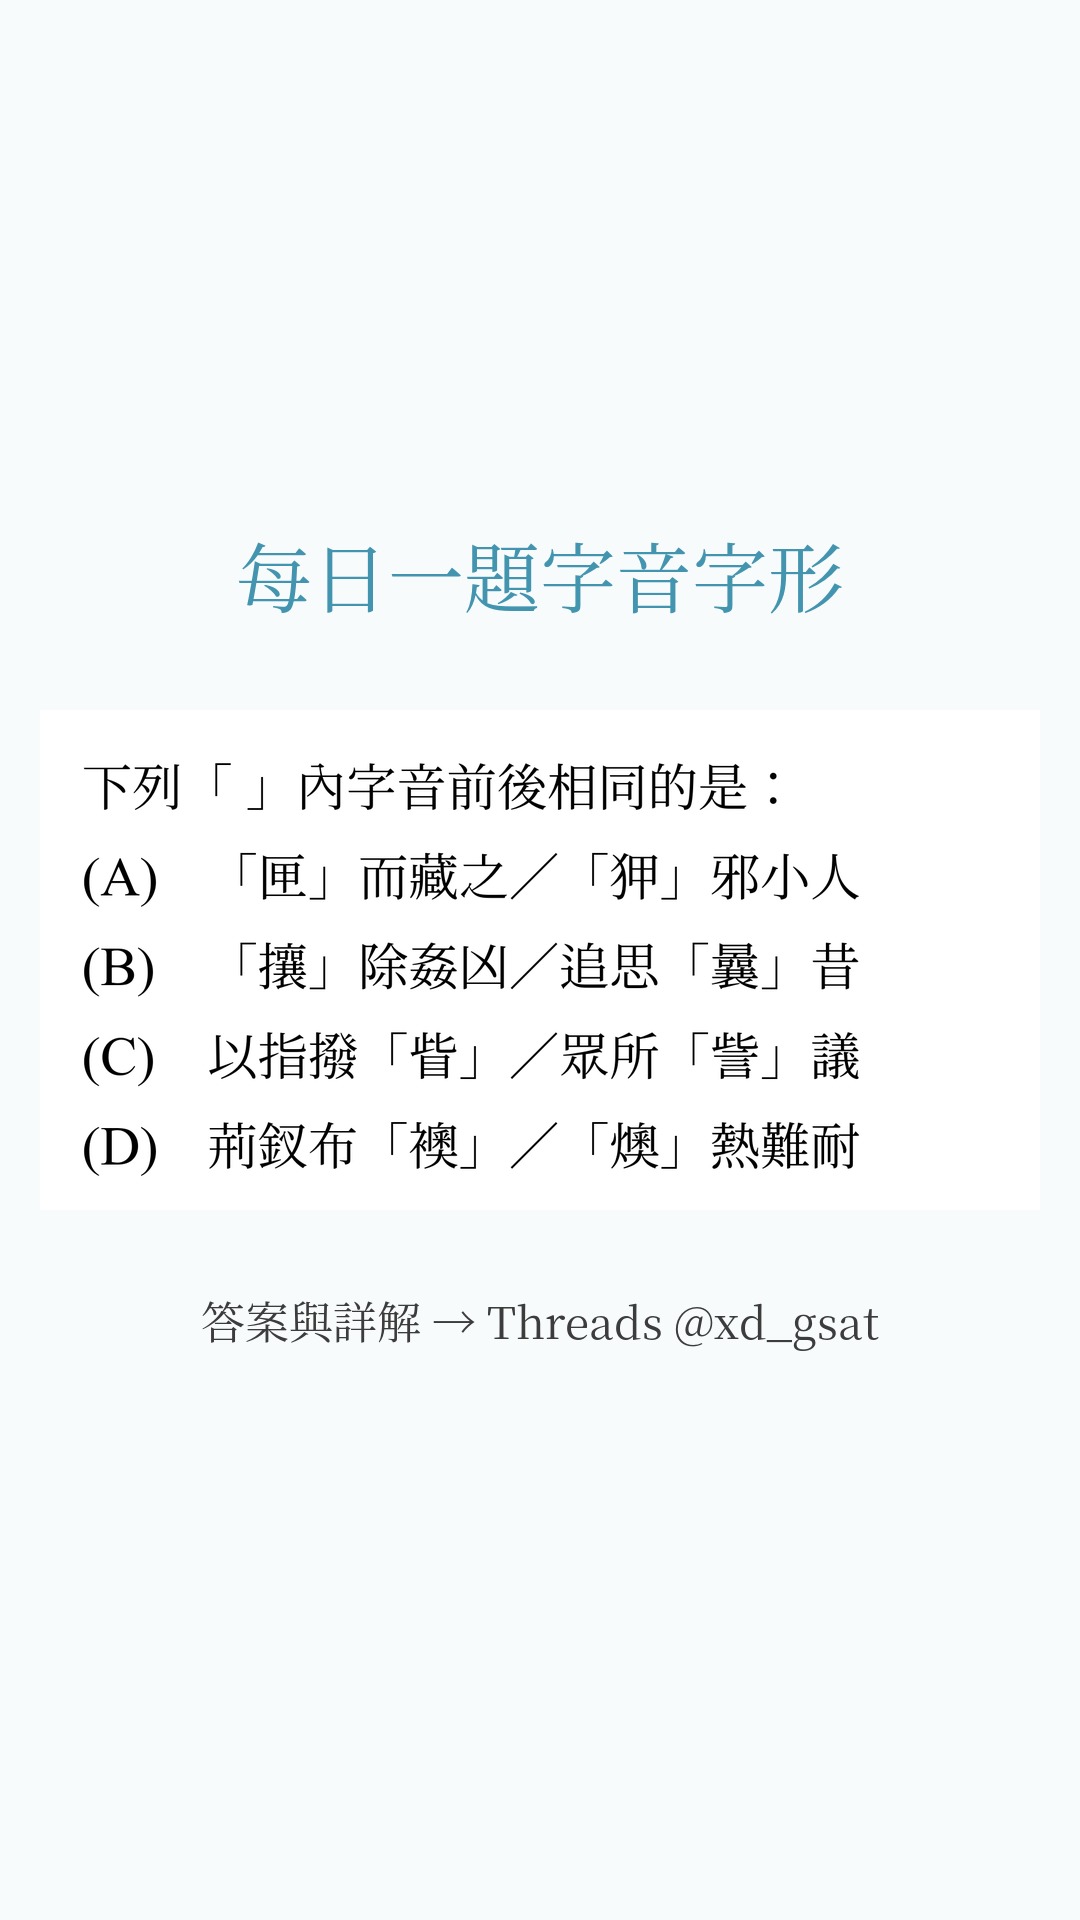 每日一題字音字形
下列「 」內字音前後相同的是：
(A) 「匣」而藏之／「狎」邪小人
(B) 「攘」除姦凶／追思「曩」昔
(C) 以指撥「眥」／眾所「訾」議
(D) 荊釵布「襖」／「燠」熱難耐
答案與詳解 → Threads @xd_gsat